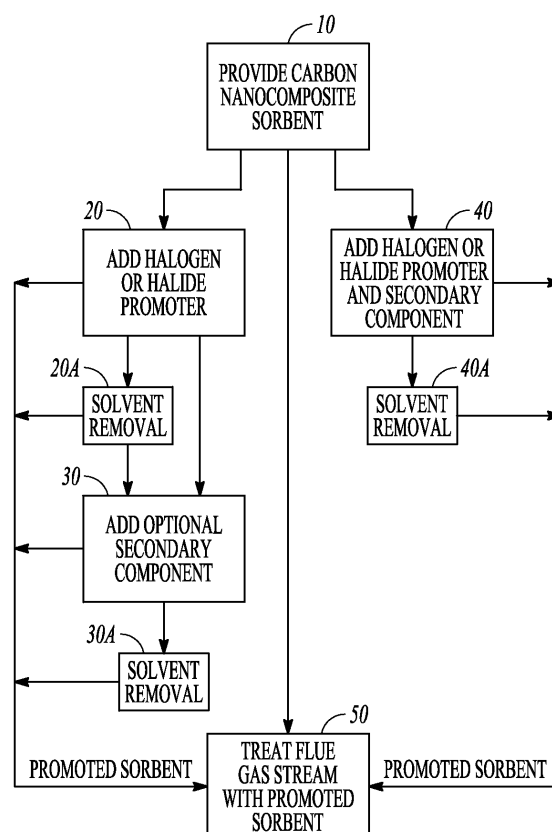 10
PROVIDE CARBON
NANOCOMPOSITE
SORBENT
20
ADD HALOGEN
OR HALIDE
PROMOTER
40
ADD HALOGEN OR
HALIDE PROMOTER
AND SECONDARY
COMPONENT
20A
SOLVENT
REMOVAL
40A
SOLVENT
REMOVAL
30
ADD OPTIONAL
SECONDARY
COMPONENT
30A
SOLVENT
REMOVAL
50
TREAT FLUE
GAS STREAM
WITH PROMOTED
SORBENT
PROMOTED SORBENT
PROMOTED SORBENT